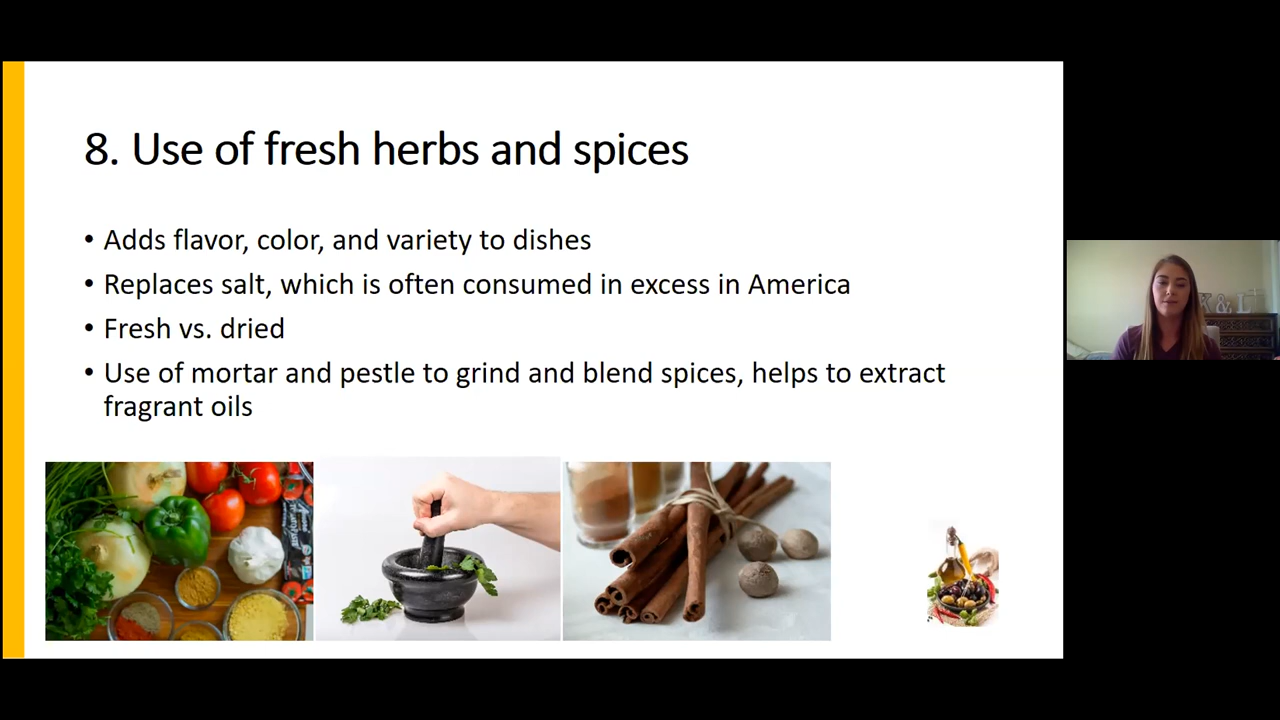 8. Use of fresh herbs and spices
• Adds flavor, color, and variety to dishes
• Replaces salt, which is often consumed in excess in America
• Fresh vs. dried
• Use of mortar and pestle to grind and blend spices, helps to extract
fragrant oils
K & L